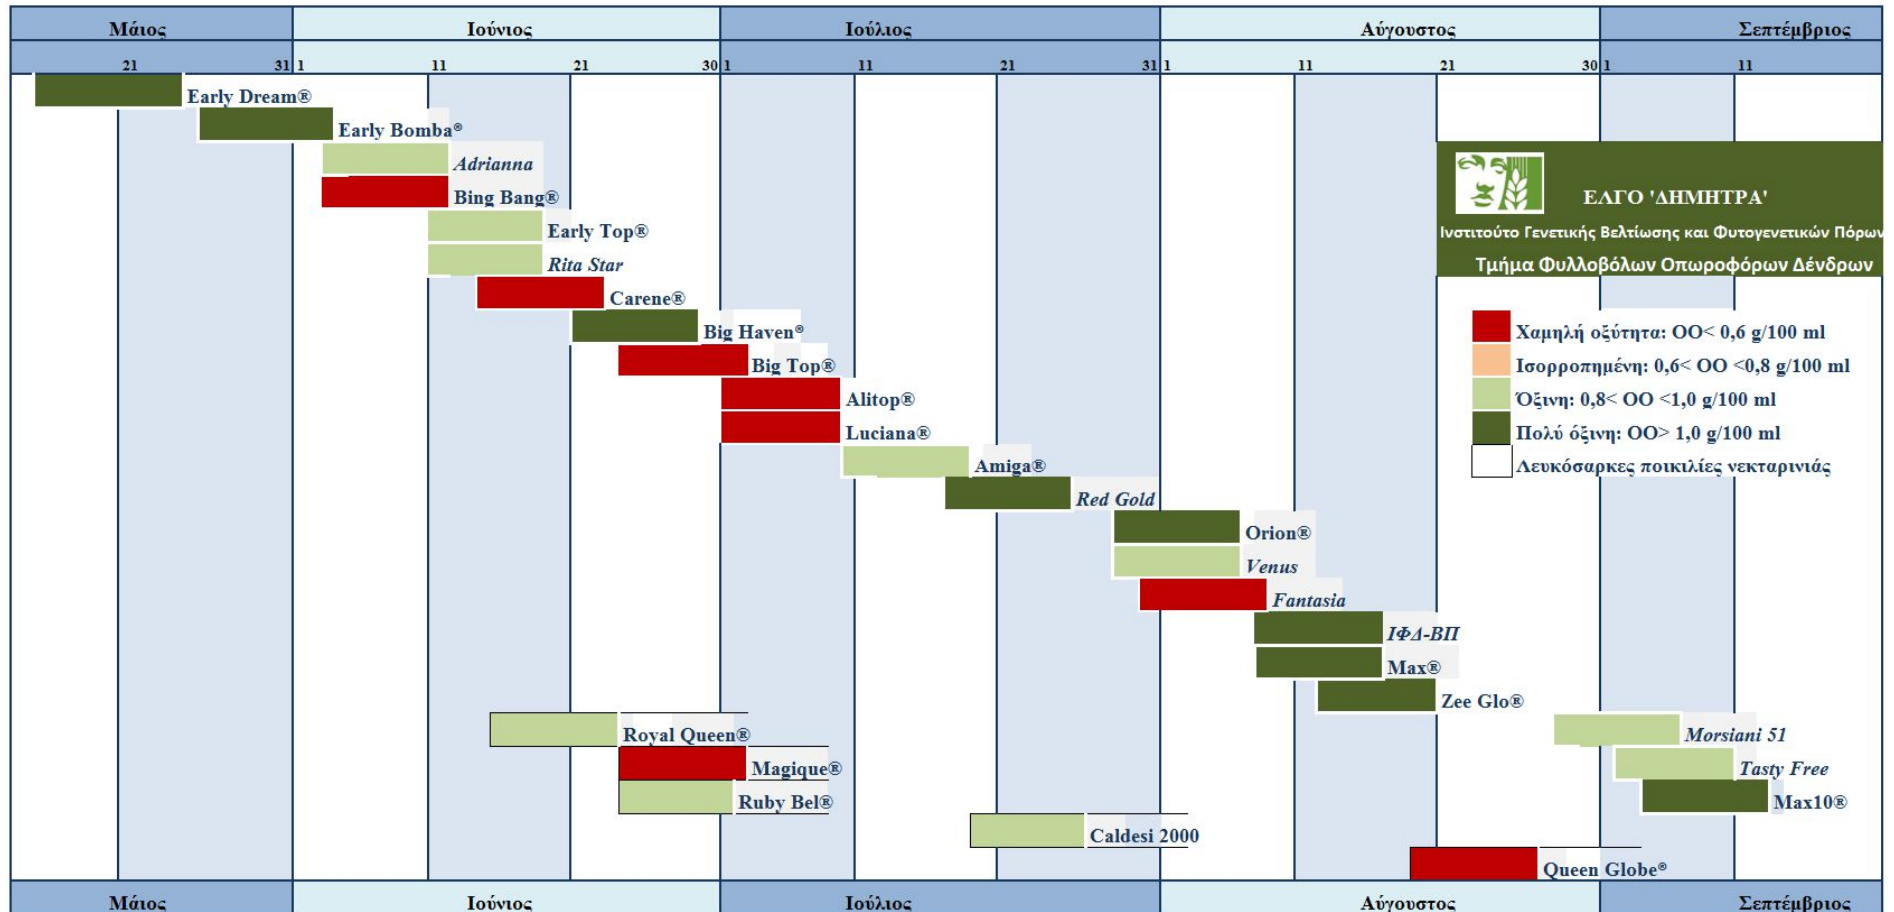 Μάιος Ιούνιος Ιούλιος Αύγουστος Σεπτέμβριος
21 31 1 11 21 30 1 11 21 31 1 11 21 30 1 11
Early Dream®
Early Bomba®
Adrianna
Bing Bang®
Early Top®
Rita Star
Carene®
Big Haven®
Big Top®
Alitop®
Luciana®
Amiga®
Red Gold
Orion®
Venus
Fantasia
ΙΦΔ-ΒΠ
Max®
Zee Glo®
Royal Queen®
Morsiani 51
Magique®
Tasty Free
Ruby Bel®
Max10®
Caldesi 2000
Queen Globe®
ΕΛΓΟ 'ΔΗΜΗΤΡΑ'
Ινστιτούτο Γενετικής Βελτίωσης και Φυτογενετικών Πόρων
Τμήμα Φυλλοβόλων Οπωροφόρων Δένδρων
Χαμηλή οξύτητα: ΟΟ< 0,6 g/100 ml
Ισορροπημένη: 0,6< ΟΟ <0,8 g/100 ml
Όξινη: 0,8< ΟΟ <1,0 g/100 ml
Πολύ όξινη: ΟΟ> 1,0 g/100 ml
Λευκόσαρκες ποικιλίες νεκταρινιάς
Μάιος Ιούνιος Ιούλιος Αύγουστος Σεπτέμβριος